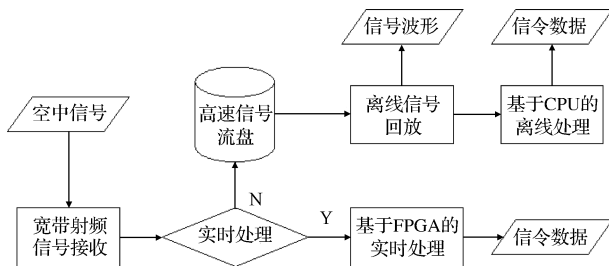 信号波形
信令数据
空中信号
高速信号
流盘
离线信号
回放
基于CPU的
离线处理
N
Y
宽带射频
信号接收
实时处理
基于FPGA的
实时处理
信令数据